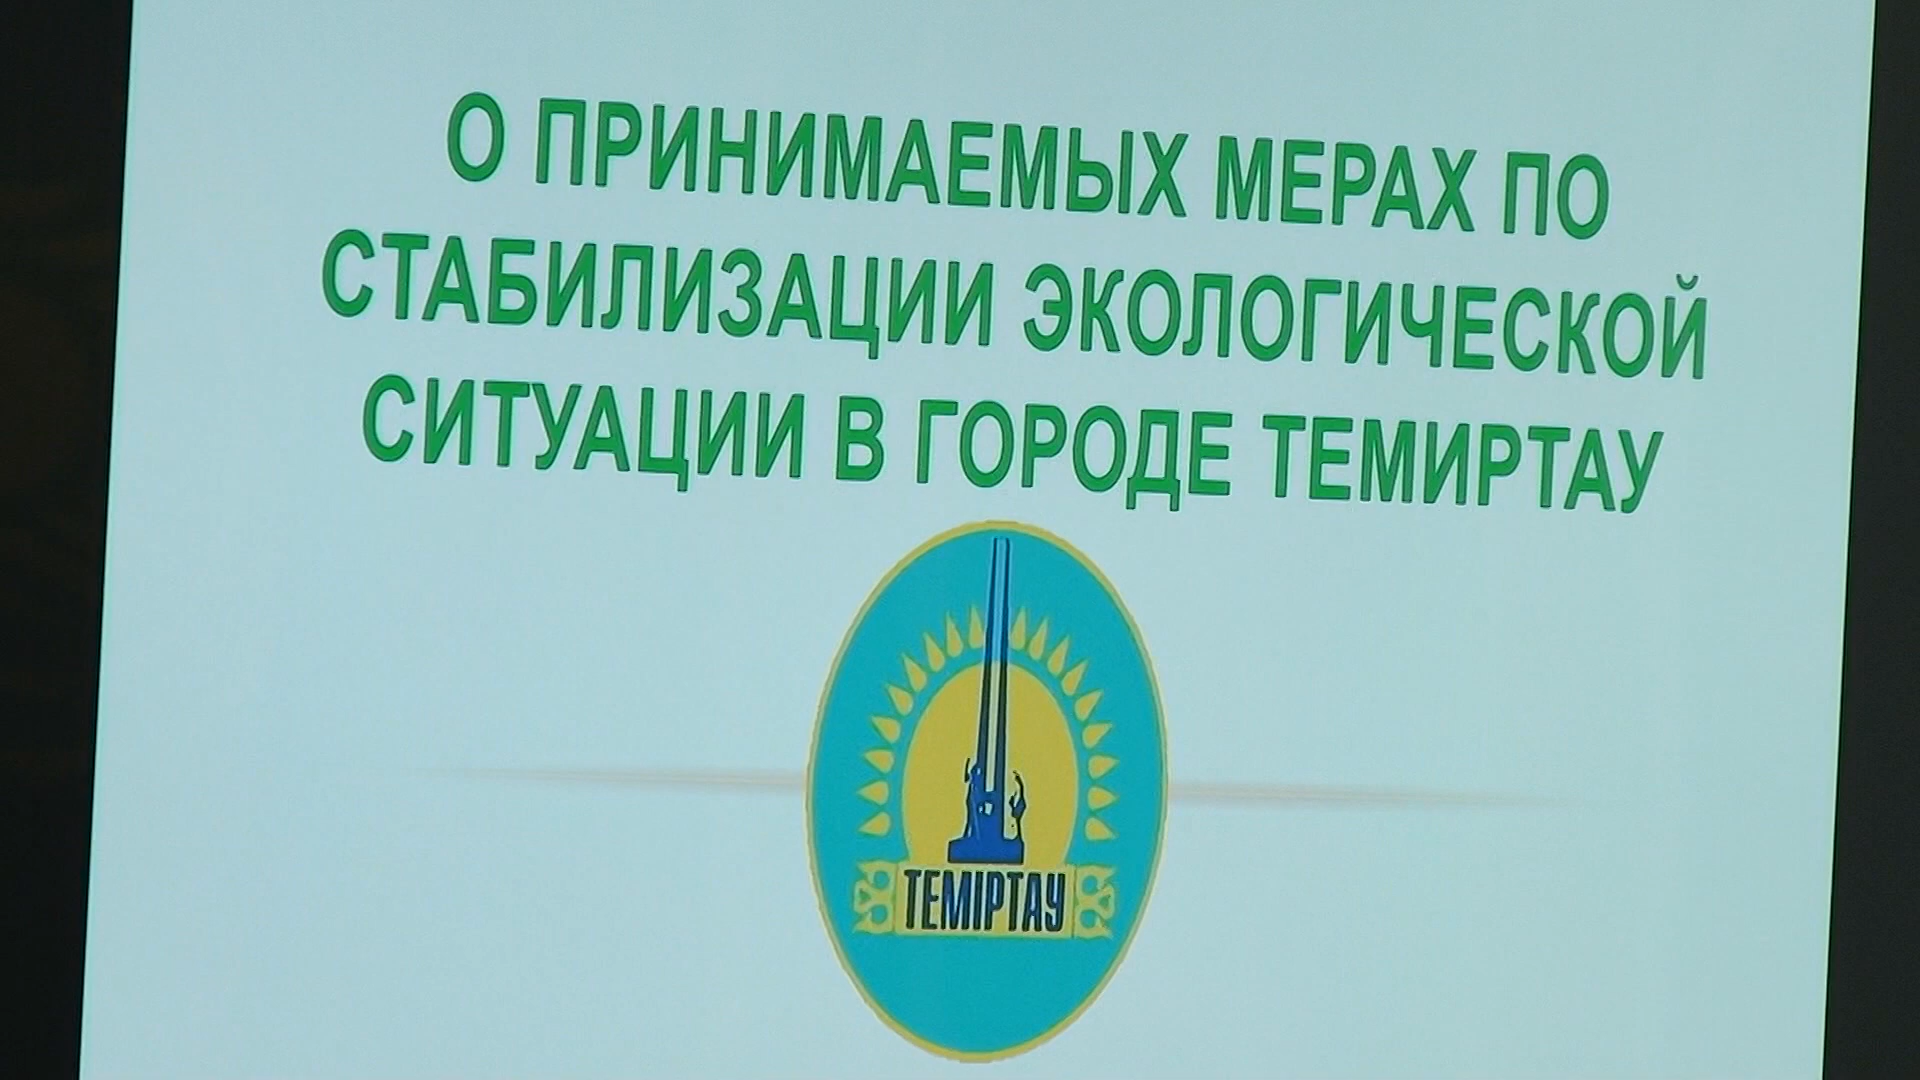 О ПРИНИМАЕМЫХ МЕРАХ ПО
СТАБИЛИЗАЦИИ ЭКОЛОГИЧЕСКОЙ
СИТУАЦИИ В ГОРОДЕ ТЕМИРТАУ
ТЕМІРТАУ